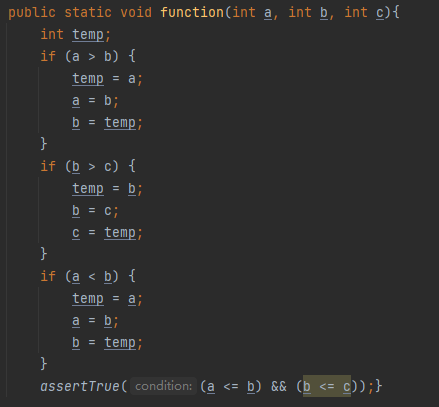 public static void function(int a, int b, int c){
    int temp;
    if (a > b) {
        temp = a;
        a = b;
        b = temp;
    }
    if (b > c) {
        temp = b;
        b = c;
        c = temp;
    }
    if (a < b) {
        temp = a;
        a = b;
        b = temp;
    }
    assertTrue( condition: (a <= b) && (b <= c));}